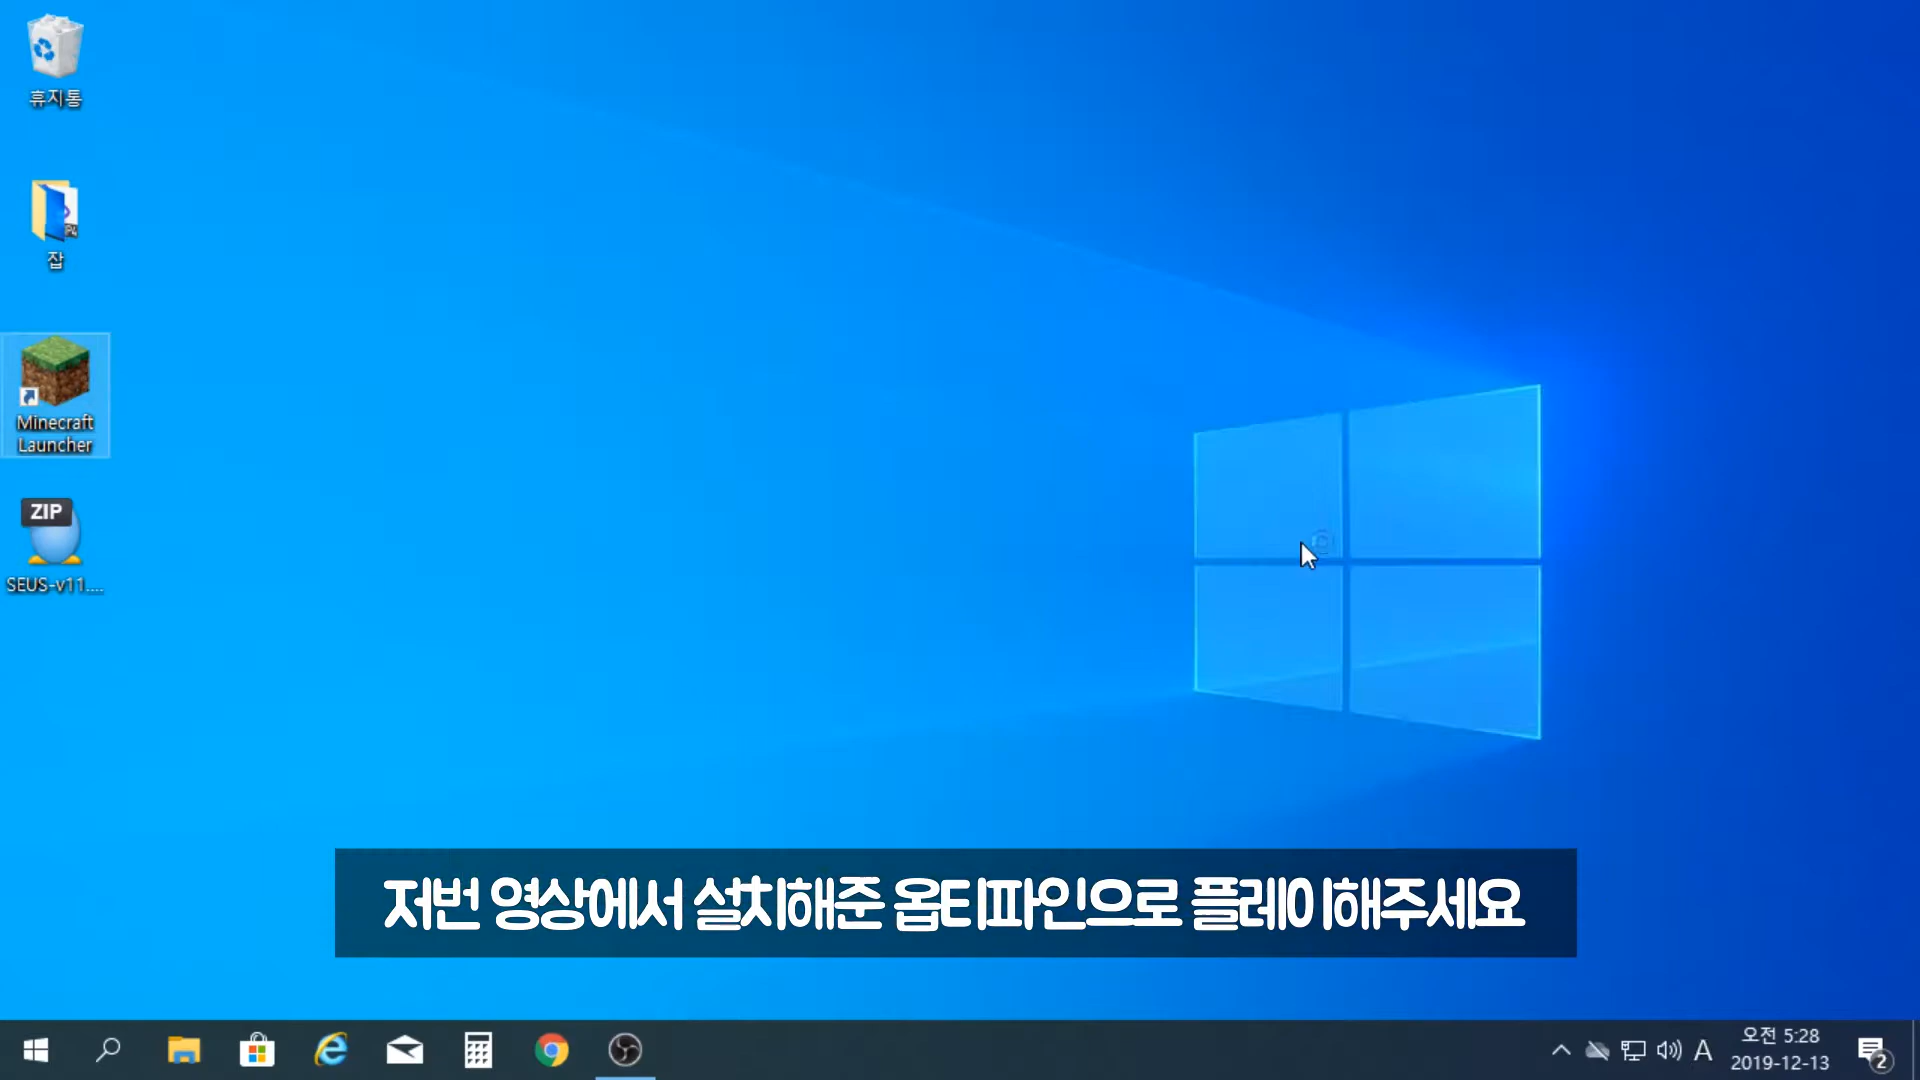 휴지통
잡
Minecraft
Launcher
ZIP
SEUS-v11....
저번 영상에서 설치해준 옵티파인으로 플레이해주세요
A
오전 5:28
2019-12-13
2